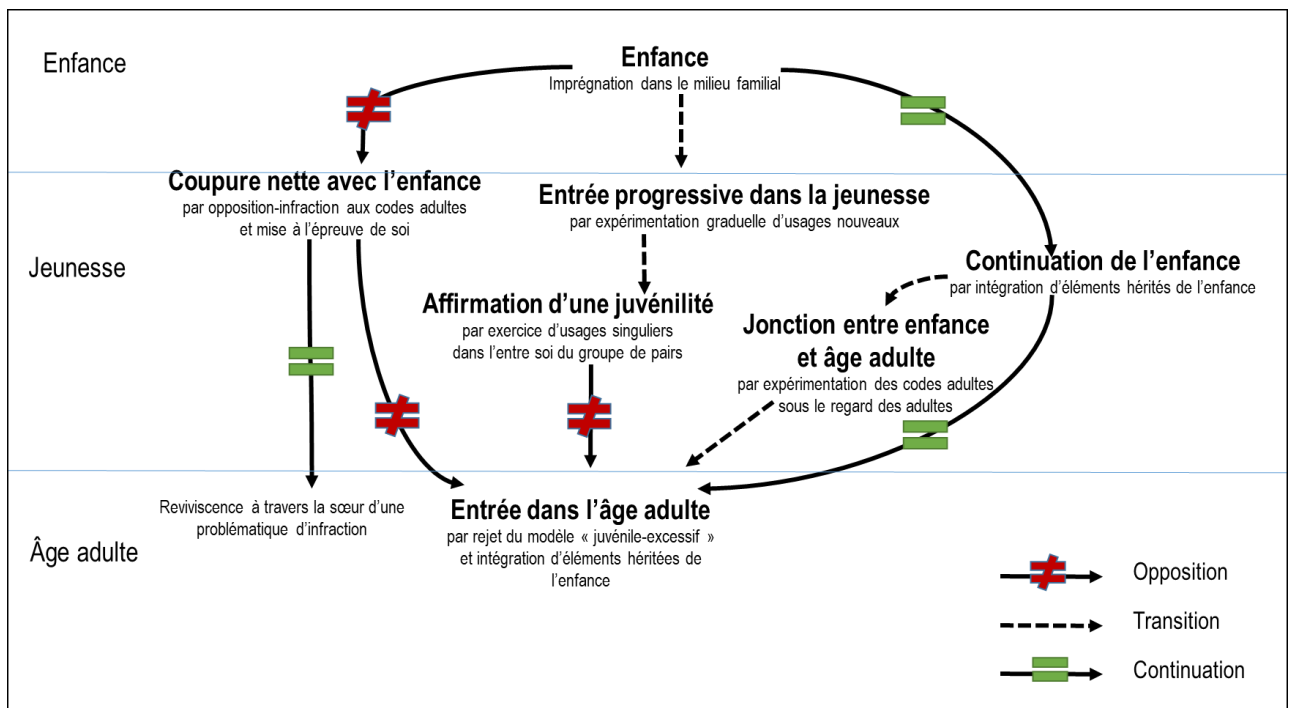 Enfance
Enfance
Imprégnation dans le milieu familial
Coupure nette avec l’enfance
par opposition-infraction aux codes adultes
et mise à l’épreuve de soi
Entrée progressive dans la jeunesse
par expérimentation graduelle d’usages nouveaux
Jeunesse
Continuation de l’enfance
par intégration d’éléments hérités de l’enfance
Affirmation d’une juvénilité
par exercice d’usages singuliers
dans l’entre soi du groupe de pairs
Jonction entre enfance
et âge adulte
par expérimentation des codes adultes
sous le regard des adultes
Âge adulte
Reviviscence à travers la sœur d’une
problématique d’infraction
Entrée dans l’âge adulte
par rejet du modèle « juvénile-excessif »
et intégration d’éléments héritées de
l’enfance
Opposition
Transition
Continuation